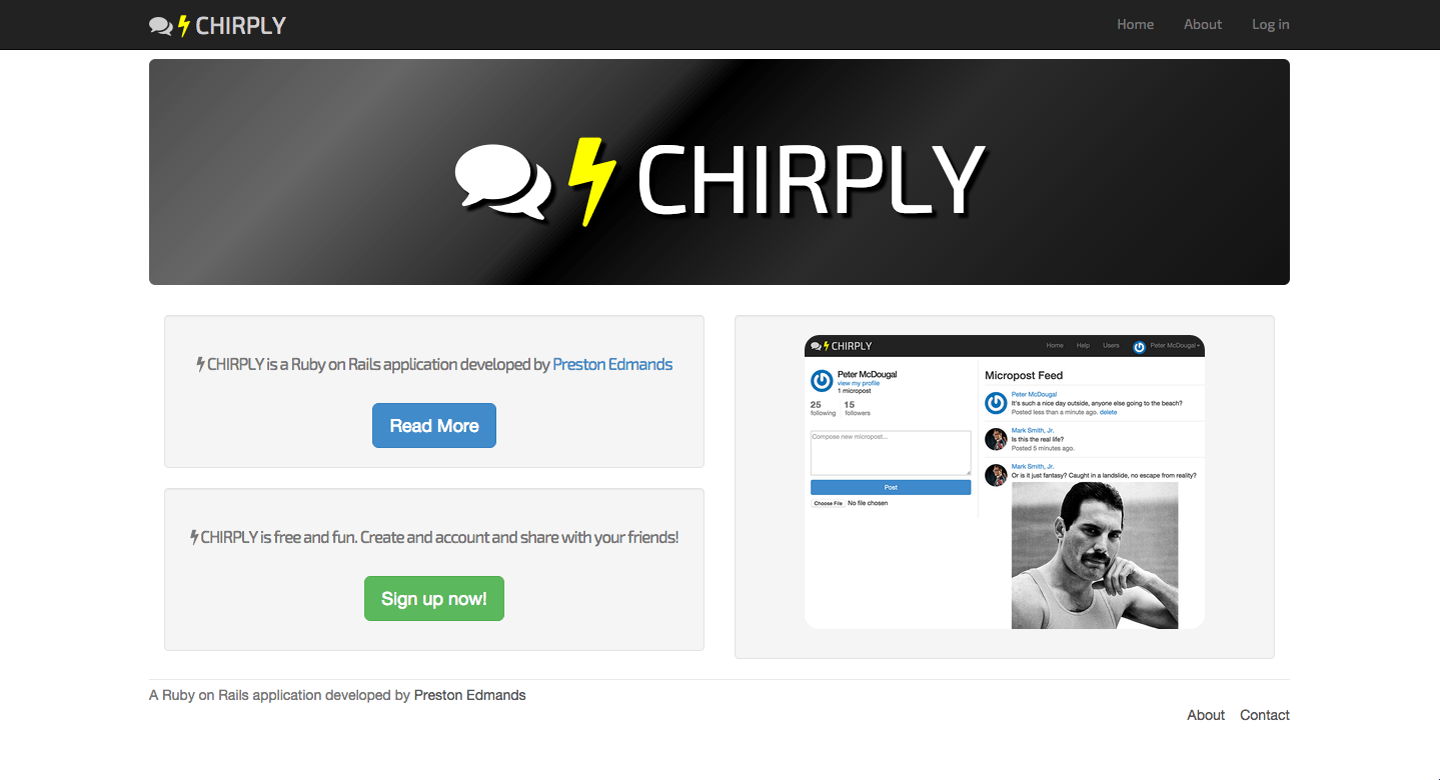 CHIRPLY
Home About Log in
CHIRPLY
CHIRPLY is a Ruby on Rails application developed by Preston Edmands
Read More
CHIRPLY is free and fun. Create and account and share with your friends!
Sign up now!
CHIRPLY
Home Help Users Peter McDougal
Peter McDougal
view my profile
1 micropost
25 15
following followers
Compose new micropost...
Post
Choose File No file chosen
Micropost Feed
Peter McDougal
It's such a nice day outside, anyone else going to the beach?
Posted less than a minute ago. delete
Mark Smith, Jr.
Is this the real life?
Posted 5 minutes ago.
Mark Smith, Jr.
Or is it just fantasy? Caught in a landslide, no escape from reality?
A Ruby on Rails application developed by Preston Edmands
About Contact